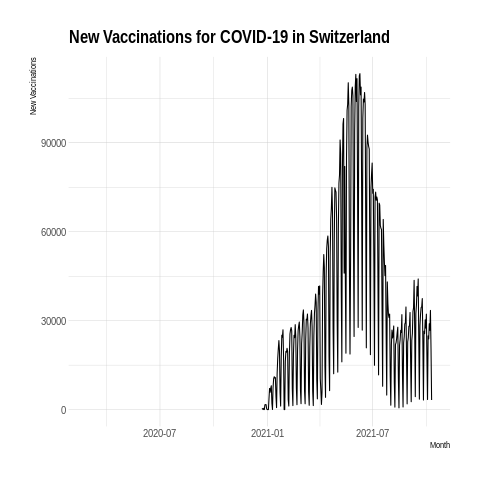 New Vaccinations for COVID-19 in Switzerland
New Vaccinations
90000
60000
30000
0
2020-07 2021-01 2021-07
Month